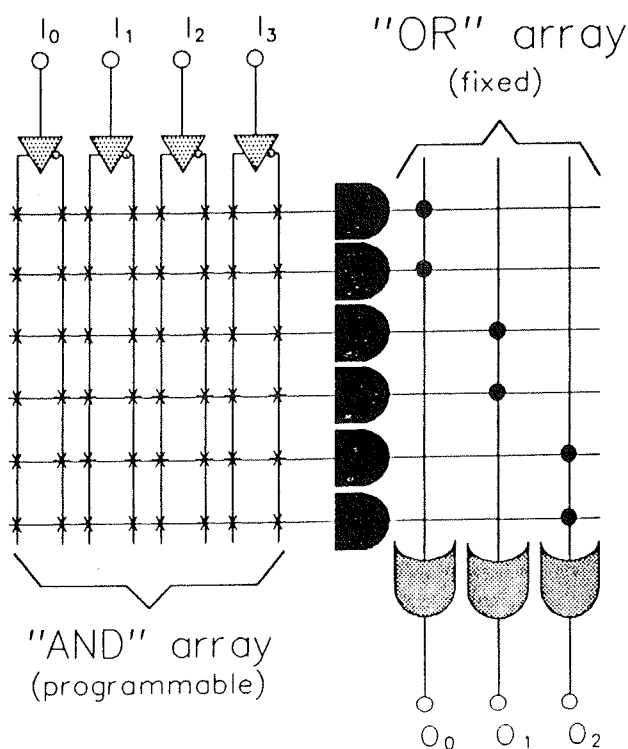 I₀ I₁ I₂ I₃
"OR" array
(fixed)
"AND" array
(programmable)
O₀ O₁ O₂